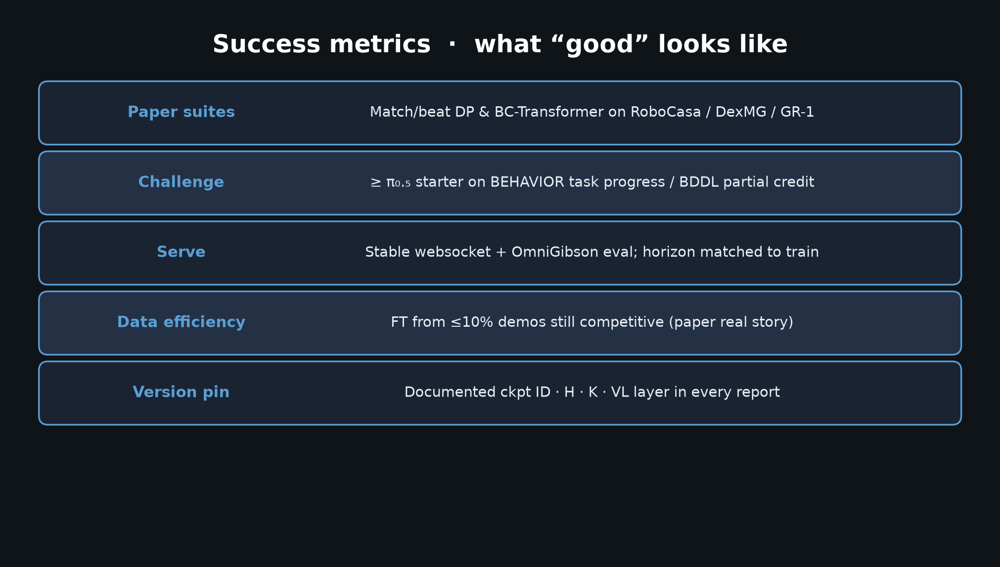 Success metrics · what “good” looks like
Paper suites Match/beat DP & BC-Transformer on RoboCasa / DexMG / GR-1
Challenge ≥ π₀.₅ starter on BEHAVIOR task progress / BDDL partial credit
Serve Stable websocket + OmniGibson eval; horizon matched to train
Data efficiency FT from ≤10% demos still competitive (paper real story)
Version pin Documented ckpt ID · H · K · VL layer in every report